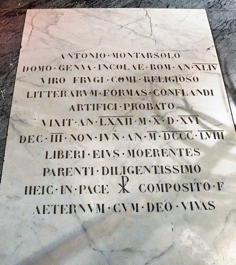 ANTONIO · MONTARSOLO
DOMO · GENVA · INCOLAE · ROM · AN · XLIV
VIRO · FRVGI · COMI · RELIGIOSO
LITTERARVM · FORMAS · CONFLANDI
ARTIFICI · PROBATO
VIXIT · AN · LXXII · M · X · D · XVI
DEC · III · NON · IVN · AN · M · DCCC · LVIII
LIBERI · EIVS · MOERENTES
PARENTI · DILIGENTISSIMO
HEIC · IN · PACE ☧ COMPOSITO · F
AETERNVM · CVM · DEO · VIVAS